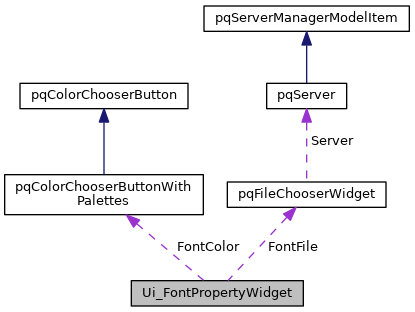 pqServerManagerModelItem
pqColorChooserButton
pqServer
Server
pqColorChooserButtonWith
Palettes
pqFileChooserWidget
FontColor
FontFile
Ui_FontPropertyWidget